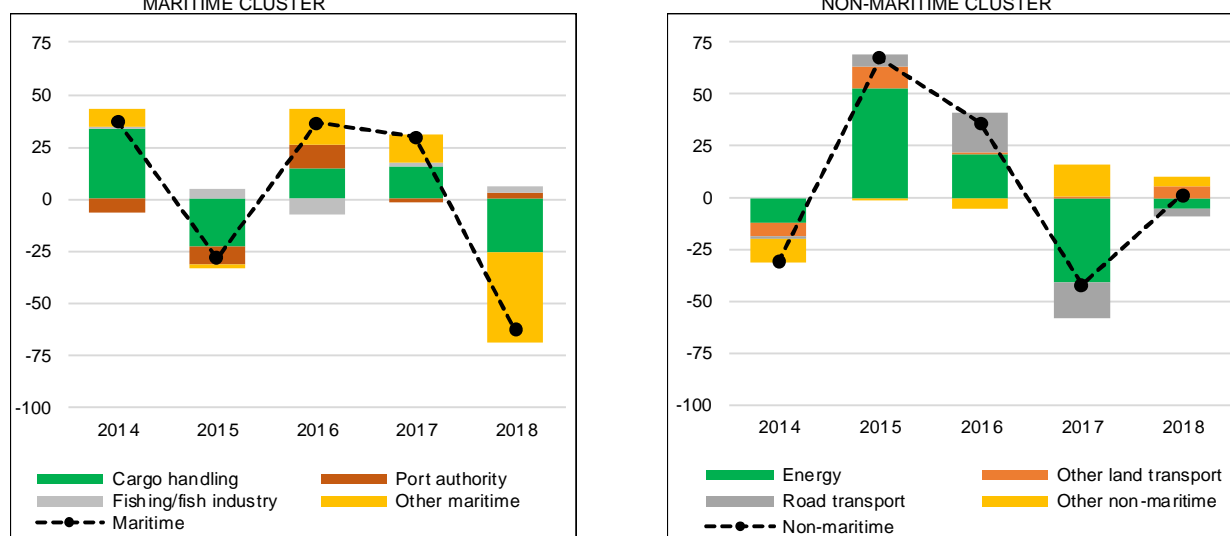 MARITIME CLUSTER
75
50
25
0
-25
-50
-75
-100
2014 2015 2016 2017 2018
Cargo handling Port authority
Fishing/fish industry Other maritime
Maritime
NON-MARITIME CLUSTER
75
50
25
0
-25
-50
-75
-100
2014 2015 2016 2017 2018
Energy Other land transport
Road transport Other non-maritime
Non-maritime